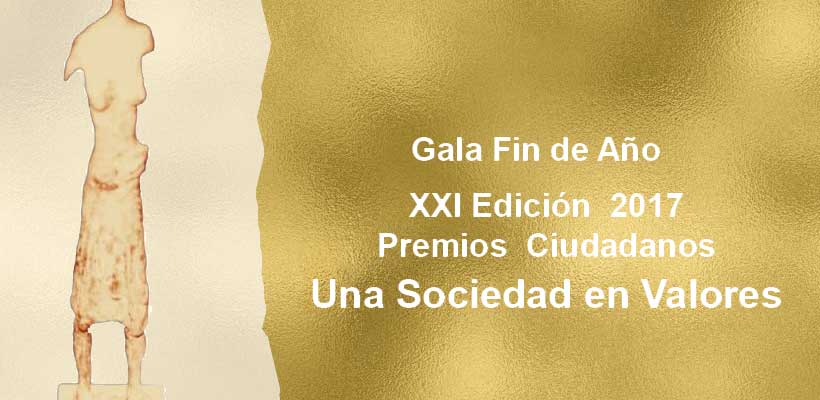 Gala Fin de Año
XXI Edición 2017
Premios Ciudadanos
Una Sociedad en Valores